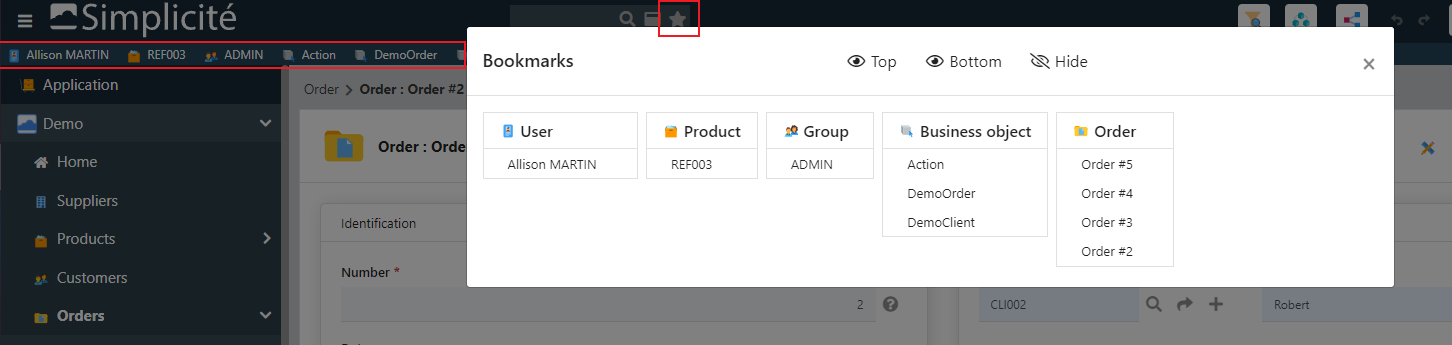 Simplicité
Allison MARTIN REF003 ADMIN Action DemoOrder
Bookmarks Top Bottom Hide ×
User Product Group Business object Order
Allison MARTIN REF003 ADMIN Action Order #5
DemoOrder Order #4
DemoClient Order #3
Order #2
Application
Demo
Home
Suppliers
Products
Customers
Orders
Order > Order : Order #2
Order : Orde
Identification
Number *
2
CLI002 Robert